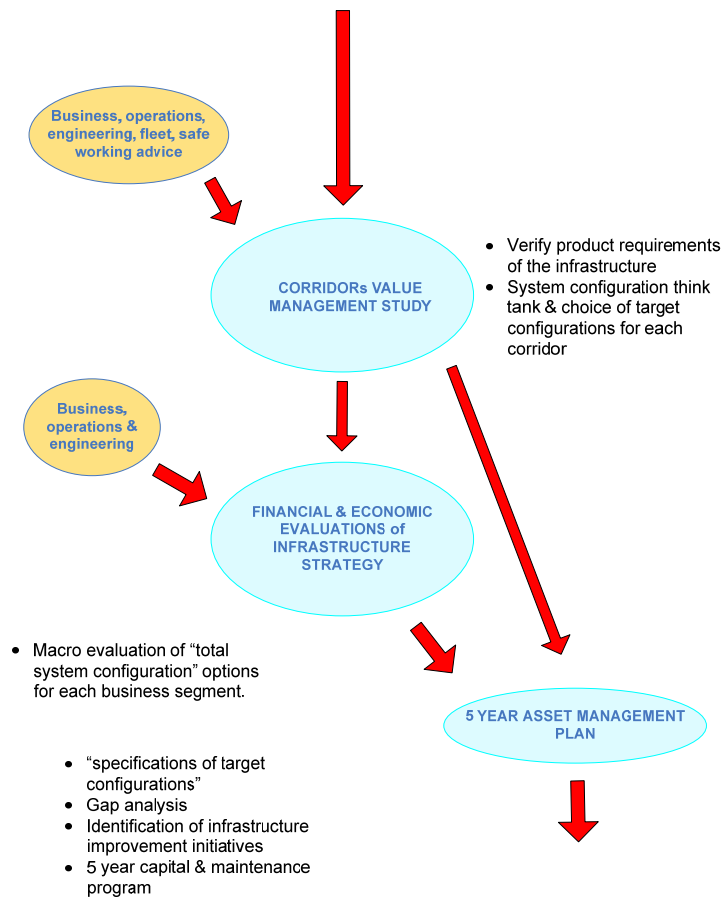 Business, operations,
engineering, fleet, safe
working advice
CORRIDORs VALUE
MANAGEMENT STUDY
• Verify product requirements
of the infrastructure
• System configuration think
tank & choice of target
configurations for each
corridor
Business,
operations &
engineering
FINANCIAL & ECONOMIC
EVALUATIONS of
INFRASTRUCTURE
STRATEGY
• Macro evaluation of “total
system configuration” options
for each business segment.
5 YEAR ASSET MANAGEMENT
PLAN
• “specifications of target
configurations”
• Gap analysis
• Identification of infrastructure
improvement initiatives
• 5 year capital & maintenance
program